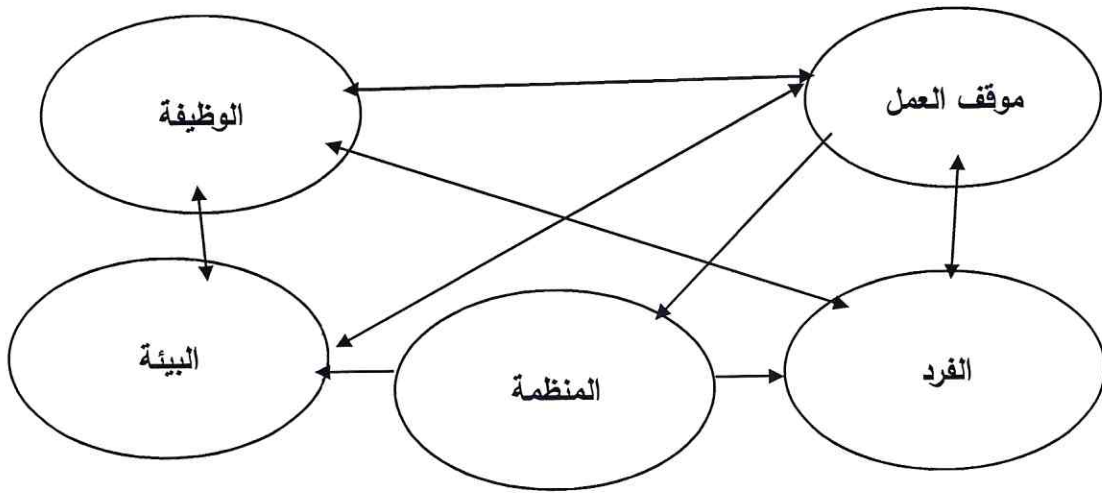 موقف العمل
الوظيفة
الفرد
المنظمة
البيئة